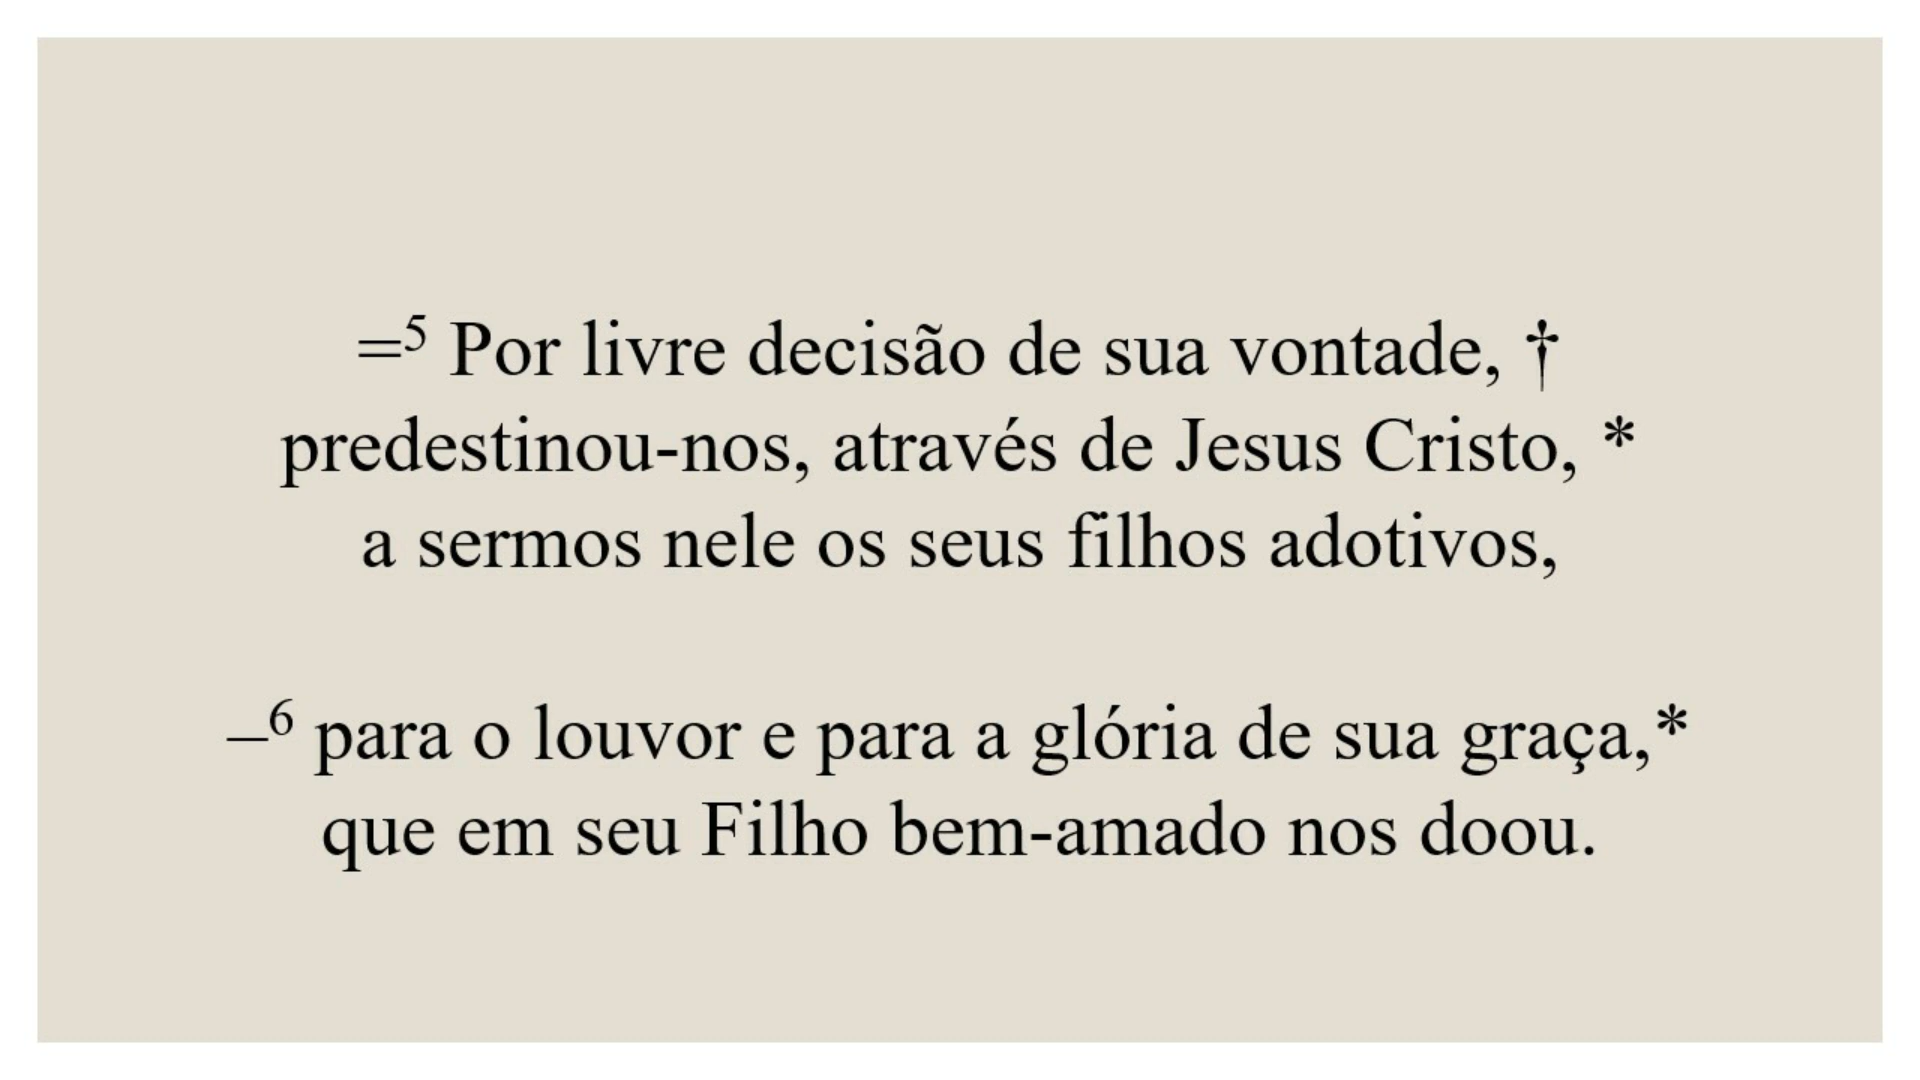 =⁵ Por livre decisão de sua vontade, †
predestinou-nos, através de Jesus Cristo, *
a sermos nele os seus filhos adotivos,
–⁶ para o louvor e para a glória de sua graça,*
que em seu Filho bem-amado nos doou.